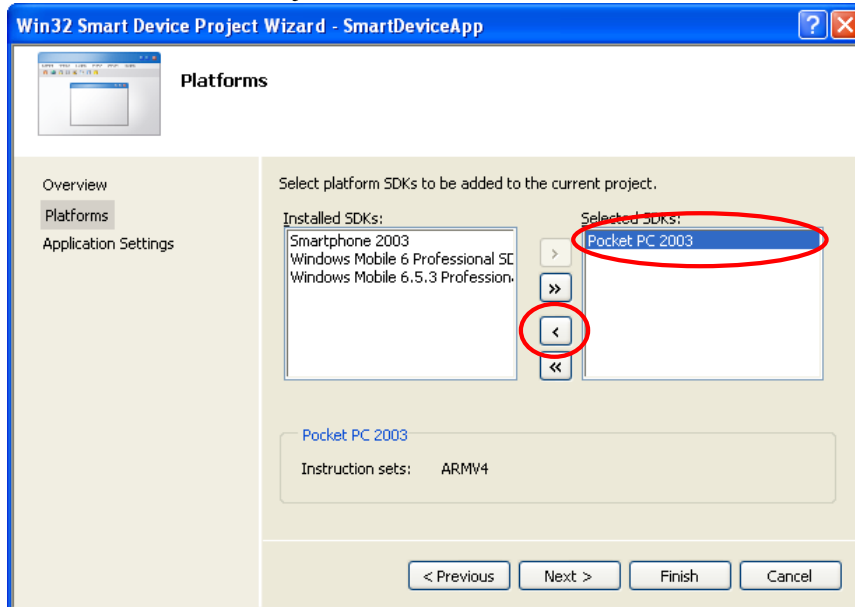 Win32 Smart Device Project Wizard - SmartDeviceApp
Platforms
Overview
Platforms
Application Settings
Select platform SDKs to be added to the current project.
Installed SDKs:
Smartphone 2003
Windows Mobile 6 Professional SD
Windows Mobile 6.5.3 Profession
>
>>
<
<<
Selected SDKs:
Pocket PC 2003
Pocket PC 2003
Instruction sets: ARMV4
< Previous
Next >
Finish
Cancel